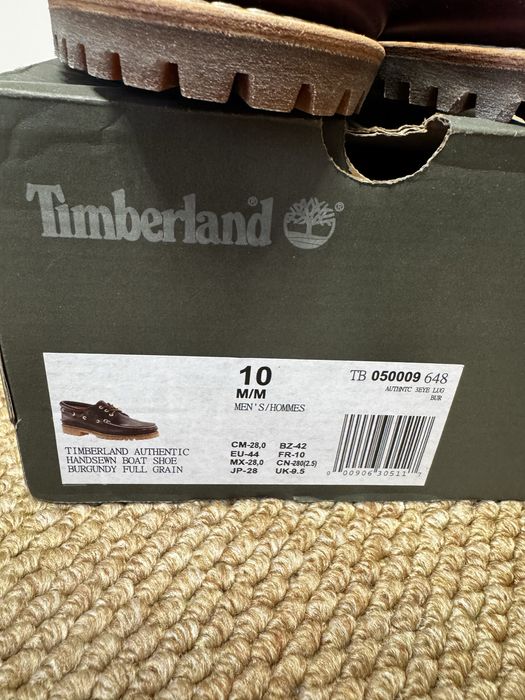 Timberland®
®
10
M/M
MEN'S/HOMMES
TB 050009 648
AUTHNTC 3EYE LUG
BUR
TIMBERLAND AUTHENTIC
HANDSEWN BOAT SHOE
BURGUNDY FULL GRAIN
CM-28,0 BZ-42
EU-44 FR-10
MX-28,0 CN-280(2.5)
JP-28 UK-9.5
0 00906 30511 7